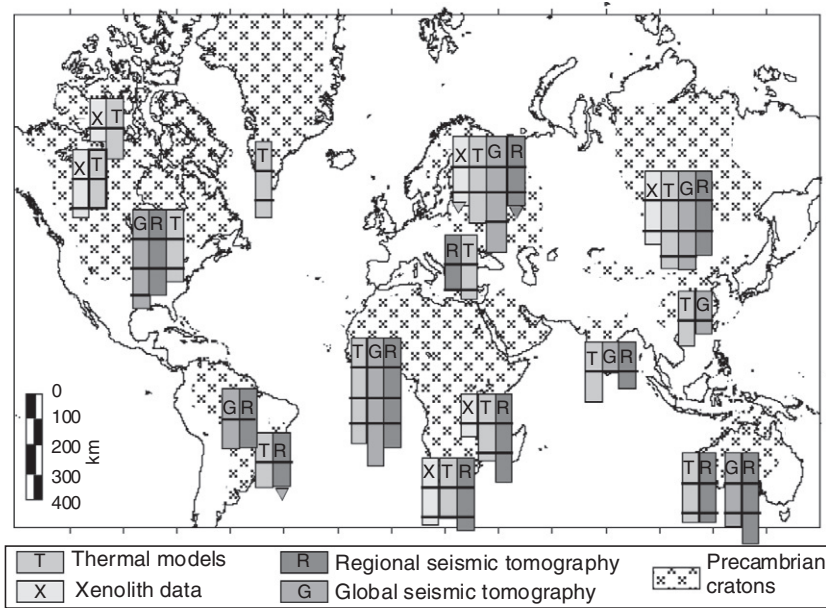 X T
X T
T
X T G R
X T G R
G R T
R T
T G
T G R
T G R
G R
X T R
T R
X T R
T R
G R
0
100
200
300
400
km
T Thermal models
R Regional seismic tomography
Precambrian
X Xenolith data
G Global seismic tomography
cratons